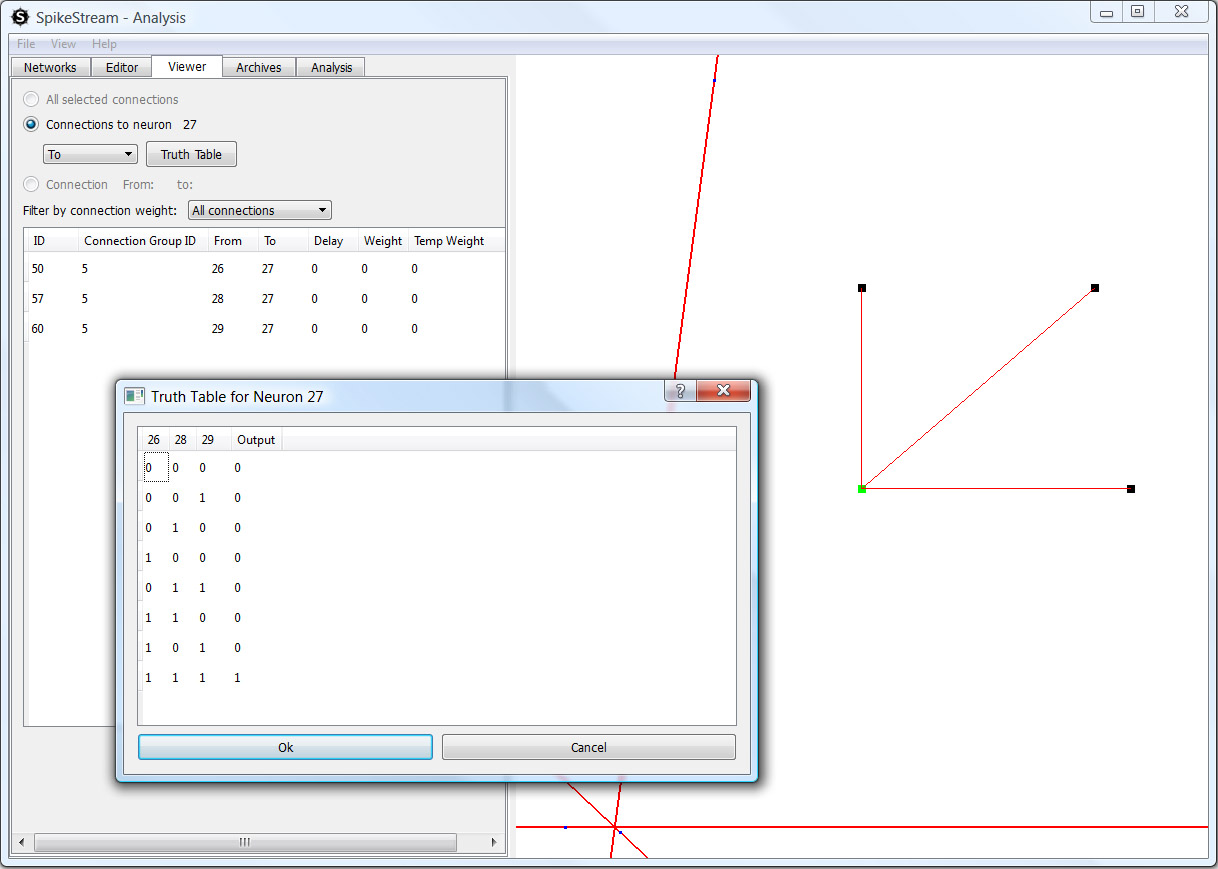 SpikeStream - Analysis
File View Help
Networks Editor Viewer Archives Analysis
All selected connections
Connections to neuron 27
To Truth Table
Connection From: to:
Filter by connection weight: All connections
ID Connection Group ID From To Delay Weight Temp Weight
50 5 26 27 0 0 0
57 5 28 27 0 0 0
60 5 29 27 0 0 0
Truth Table for Neuron 27
26 28 29 Output
0 0 0 0
0 0 1 0
0 1 0 0
1 0 0 0
0 1 1 0
1 1 0 0
1 0 1 0
1 1 1 1
Ok Cancel